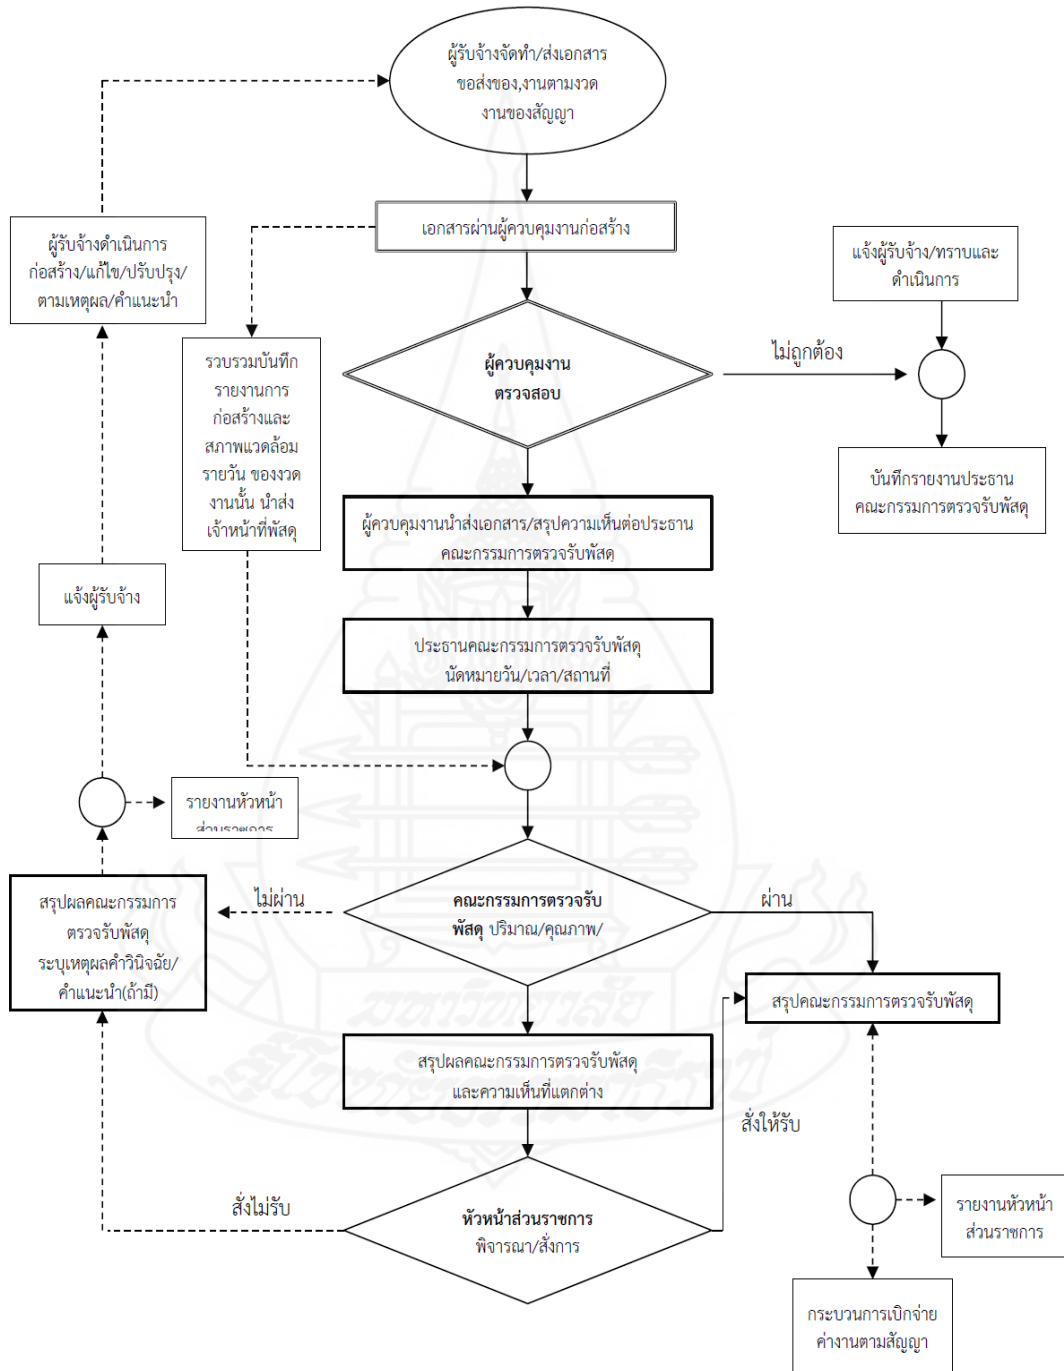 ผู้รับจ้างจัดทำ/ส่งเอกสาร
ขอส่งของ,งานตามงวด
งานของสัญญา
เอกสารผ่านผู้ควบคุมงานก่อสร้าง
ผู้รับจ้างดำเนินการ
ก่อสร้าง/แก้ไข/ปรับปรุง/
ตามเหตุผล/คำแนะนำ
แจ้งผู้รับจ้าง/ทราบและ
ดำเนินการ
รวบรวมบันทึก
รายงานการ
ก่อสร้างและ
สภาพแวดล้อม
รายวัน ของงวด
งานนั้น นำส่ง
เจ้าหน้าที่พัสดุ
ผู้ควบคุมงาน
ตรวจสอบ
ไม่ถูกต้อง
บันทึกรายงานประธาน
คณะกรรมการตรวจรับพัสดุ
ผู้ควบคุมงานนำส่งเอกสาร/สรุปความเห็นต่อประธาน
คณะกรรมการตรวจรับพัสดุ
แจ้งผู้รับจ้าง
ประธานคณะกรรมการตรวจรับพัสดุ
นัดหมายวัน/เวลา/สถานที่
รายงานหัวหน้า
ส่วนราชการ
สรุปผลคณะกรรมการ
ตรวจรับพัสดุ
ระบุเหตุผลคำวินิจฉัย/
คำแนะนำ(ถ้ามี)
ไม่ผ่าน
คณะกรรมการตรวจรับ
พัสดุ ปริมาณ/คุณภาพ/
ผ่าน
สรุปคณะกรรมการตรวจรับพัสดุ
มหาวิทยาลัย
สุโขทัยธรรมาธิราช
สรุปผลคณะกรรมการตรวจรับพัสดุ
และความเห็นที่แตกต่าง
สั่งให้รับ
สั่งไม่รับ
หัวหน้าส่วนราชการ
พิจารณา/สั่งการ
รายงานหัวหน้า
ส่วนราชการ
กระบวนการเบิกจ่าย
ค่างานตามสัญญา